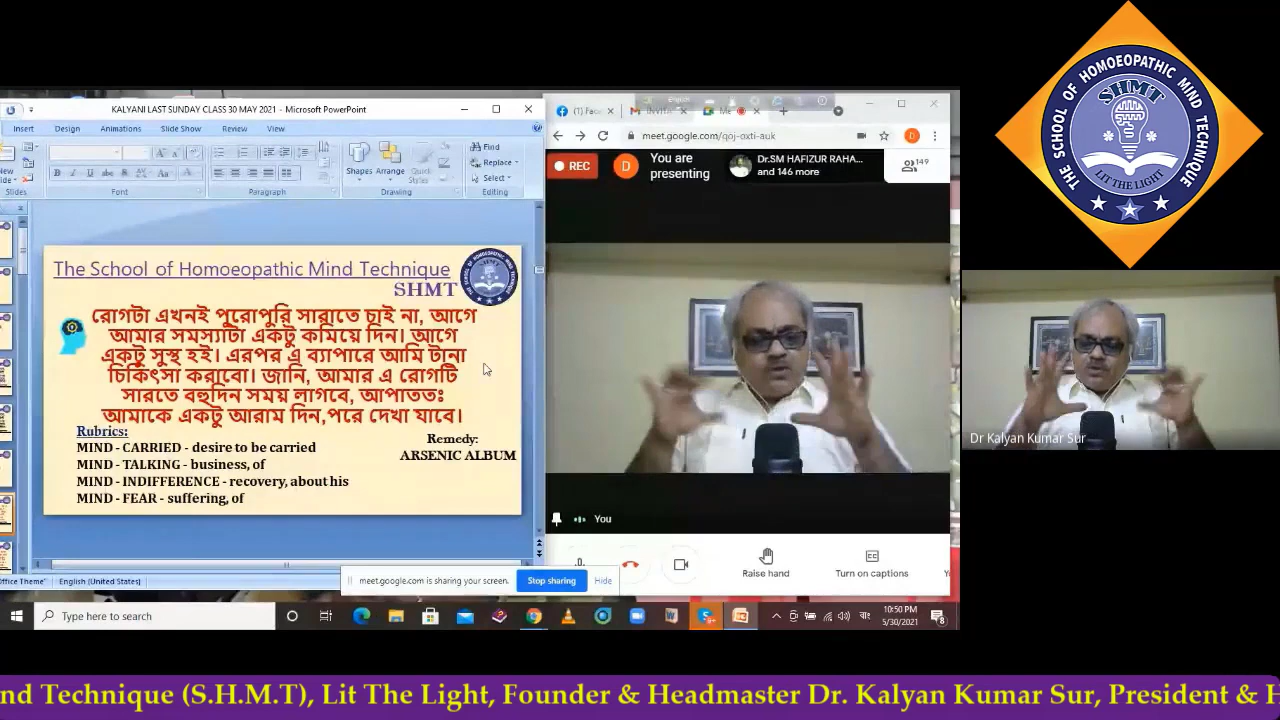 KALYANI LAST SUNDAY CLASS 30 MAY 2021 - Microsoft PowerPoint
Insert Design Animations Slide Show Review View
Shapes Arrange Quick Styles
Find
Replace
Select
Slides Font Paragraph Drawing Editing
The School of Homoeopathic Mind Technique
SHMT
রোগটা এখনই পুরোপুরি সারাতে চাই না, আগে
আমার সমস্যাটা একটু কমিয়ে দিন। আগে
একটু সুস্থ হই। এরপর এ ব্যাপারে আমি টানা
চিকিৎসা করাবো। জানি, আমার এ রোগটি
সারতে বহুদিন সময় লাগবে, আপাততঃ
আমাকে একটু আরাম দিন,পরে দেখা যাবে।
Rubrics:
MIND - CARRIED - desire to be carried
MIND - TALKING - business, of
MIND - INDIFFERENCE - recovery, about his
MIND - FEAR - suffering, of
Remedy:
ARSENIC ALBUM
Office Theme" English (United States)
meet.google.com/qoj-oxti-auk
REC
D
You are
presenting
Dr.SM HAFIZUR RAHA...
and 146 more
149
You
Raise hand
Turn on captions
meet.google.com is sharing your screen.
Stop sharing
Hide
Type here to search
বাং
10:50 PM
5/30/2021
8
THE SCHOOL OF HOMOEOPATHIC MIND TECHNIQUE
SHMT
LIT THE LIGHT
Dr Kalyan Kumar Sur
nd Technique (S.H.M.T), Lit The Light, Founder & Headmaster Dr. Kalyan Kumar Sur, President & H